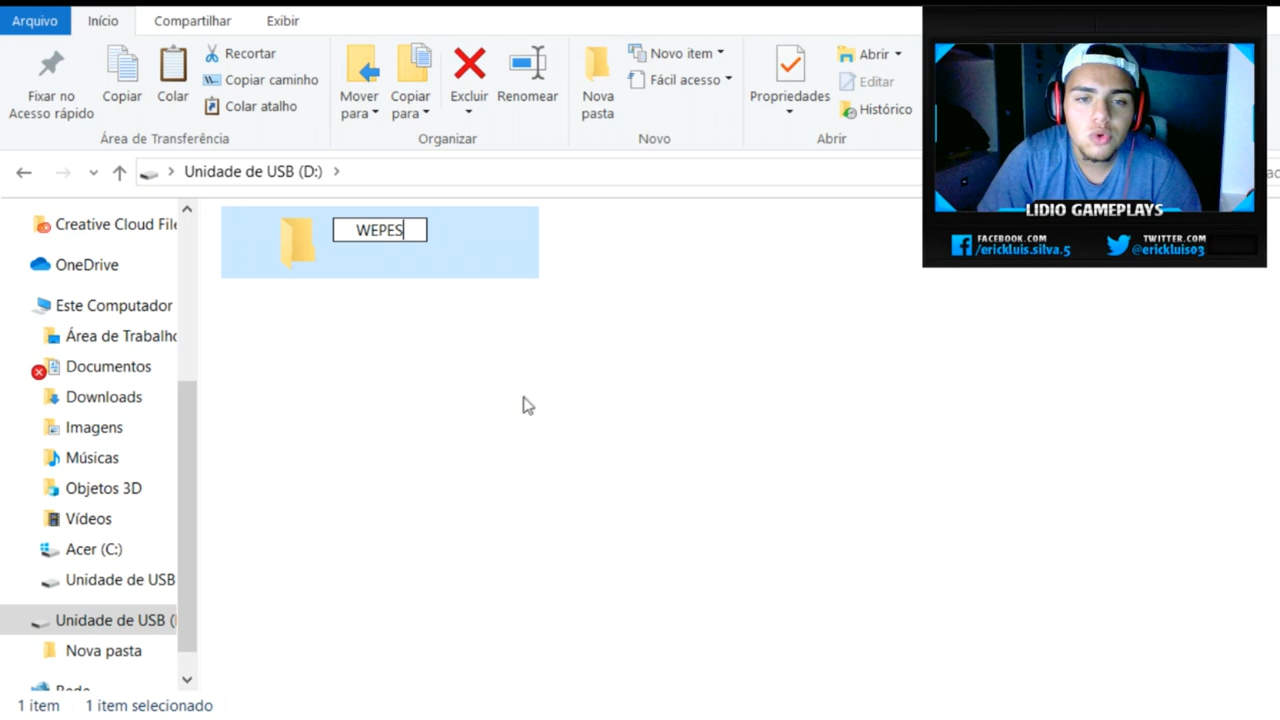 Arquivo Início Compartilhar Exibir
Fixar no
Acesso rápido
Copiar
Colar
Recortar
Copiar caminho
Colar atalho
Área de Transferência
Mover
para
Copiar
para
Excluir
Renomear
Organizar
Nova
pasta
Novo item
Fácil acesso
Novo
Propriedades
Abrir
Editar
Histórico
Abrir
Unidade de USB (D:)
Creative Cloud File
OneDrive
Este Computador
Área de Trabalho
Documentos
Downloads
Imagens
Músicas
Objetos 3D
Vídeos
Acer (C:)
Unidade de USB
Unidade de USB (
Nova pasta
WEPES
1 item 1 item selecionado
LIDIO GAMEPLAYS
FACEBOOK.COM
/erickluis.silva.5
TWITTER.COM
@erickluis03